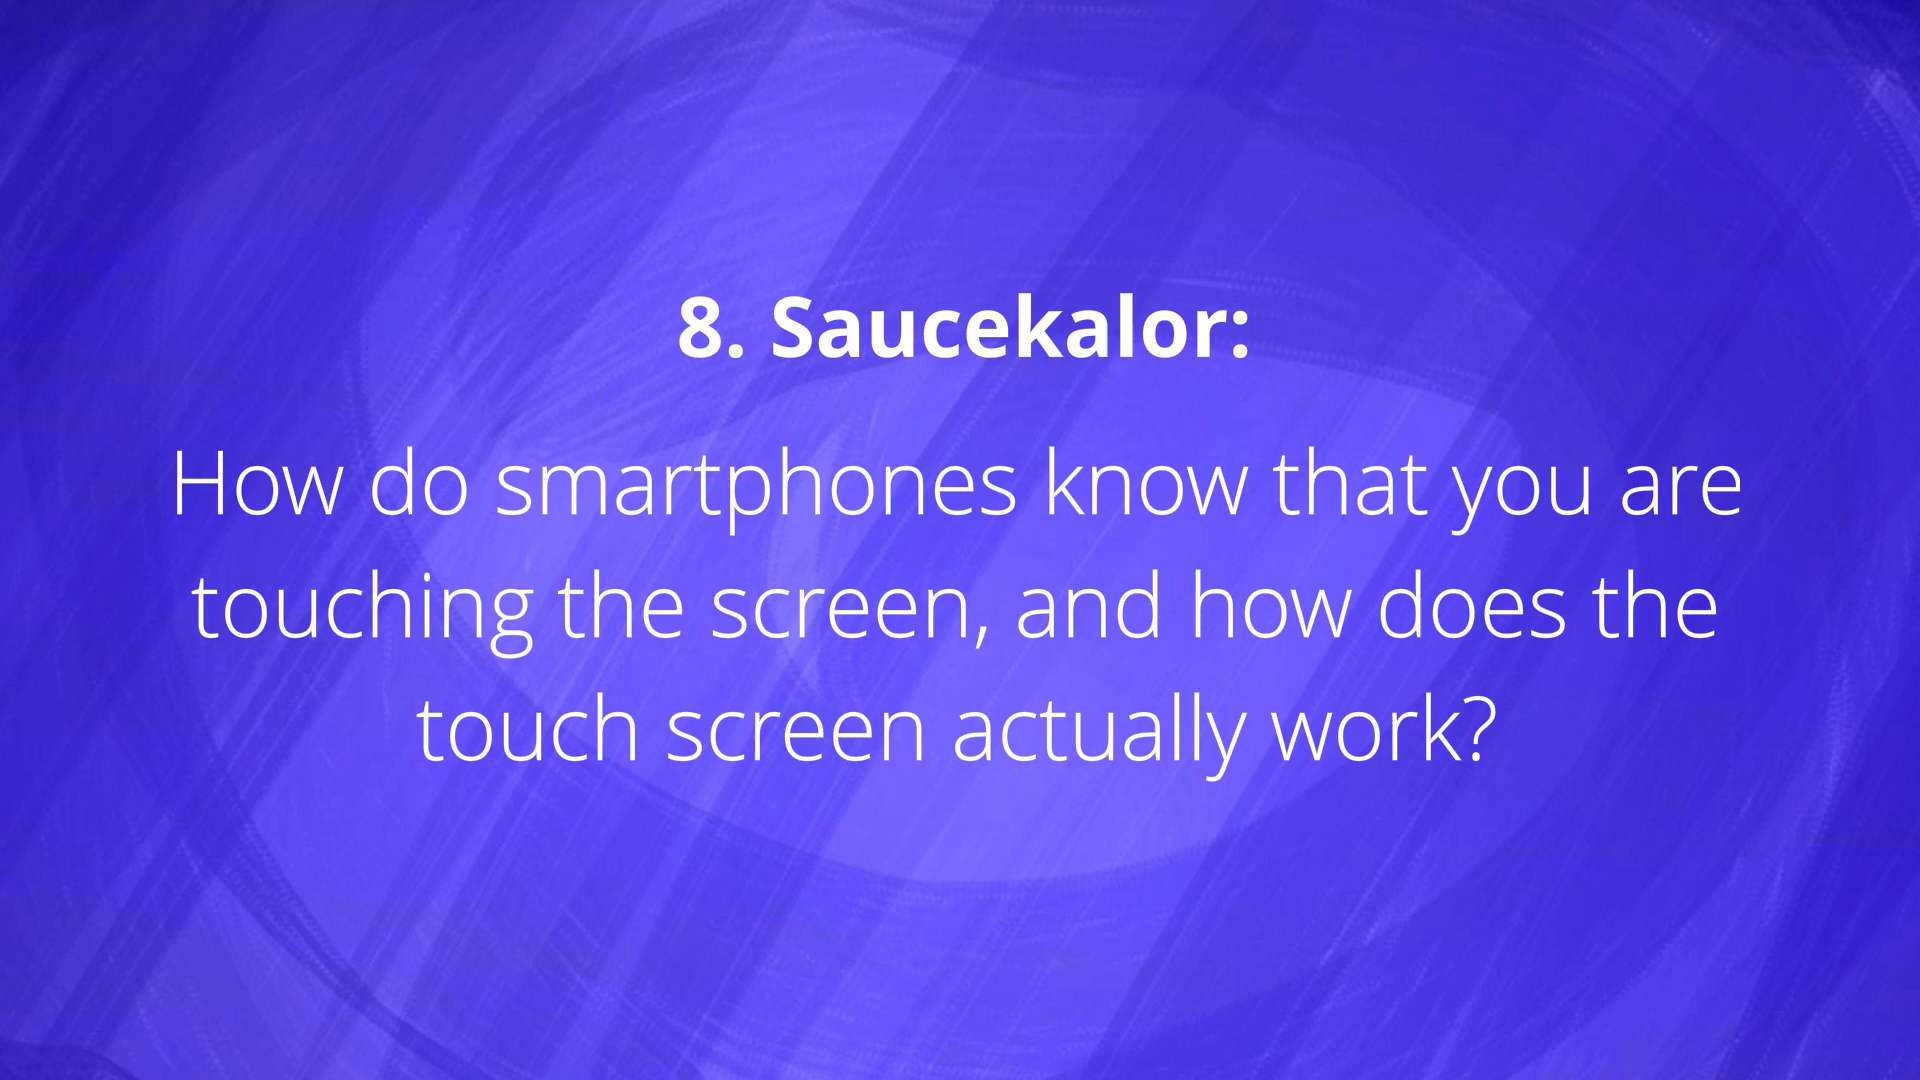 8. Saucekalor:
How do smartphones know that you are
touching the screen, and how does the
touch screen actually work?